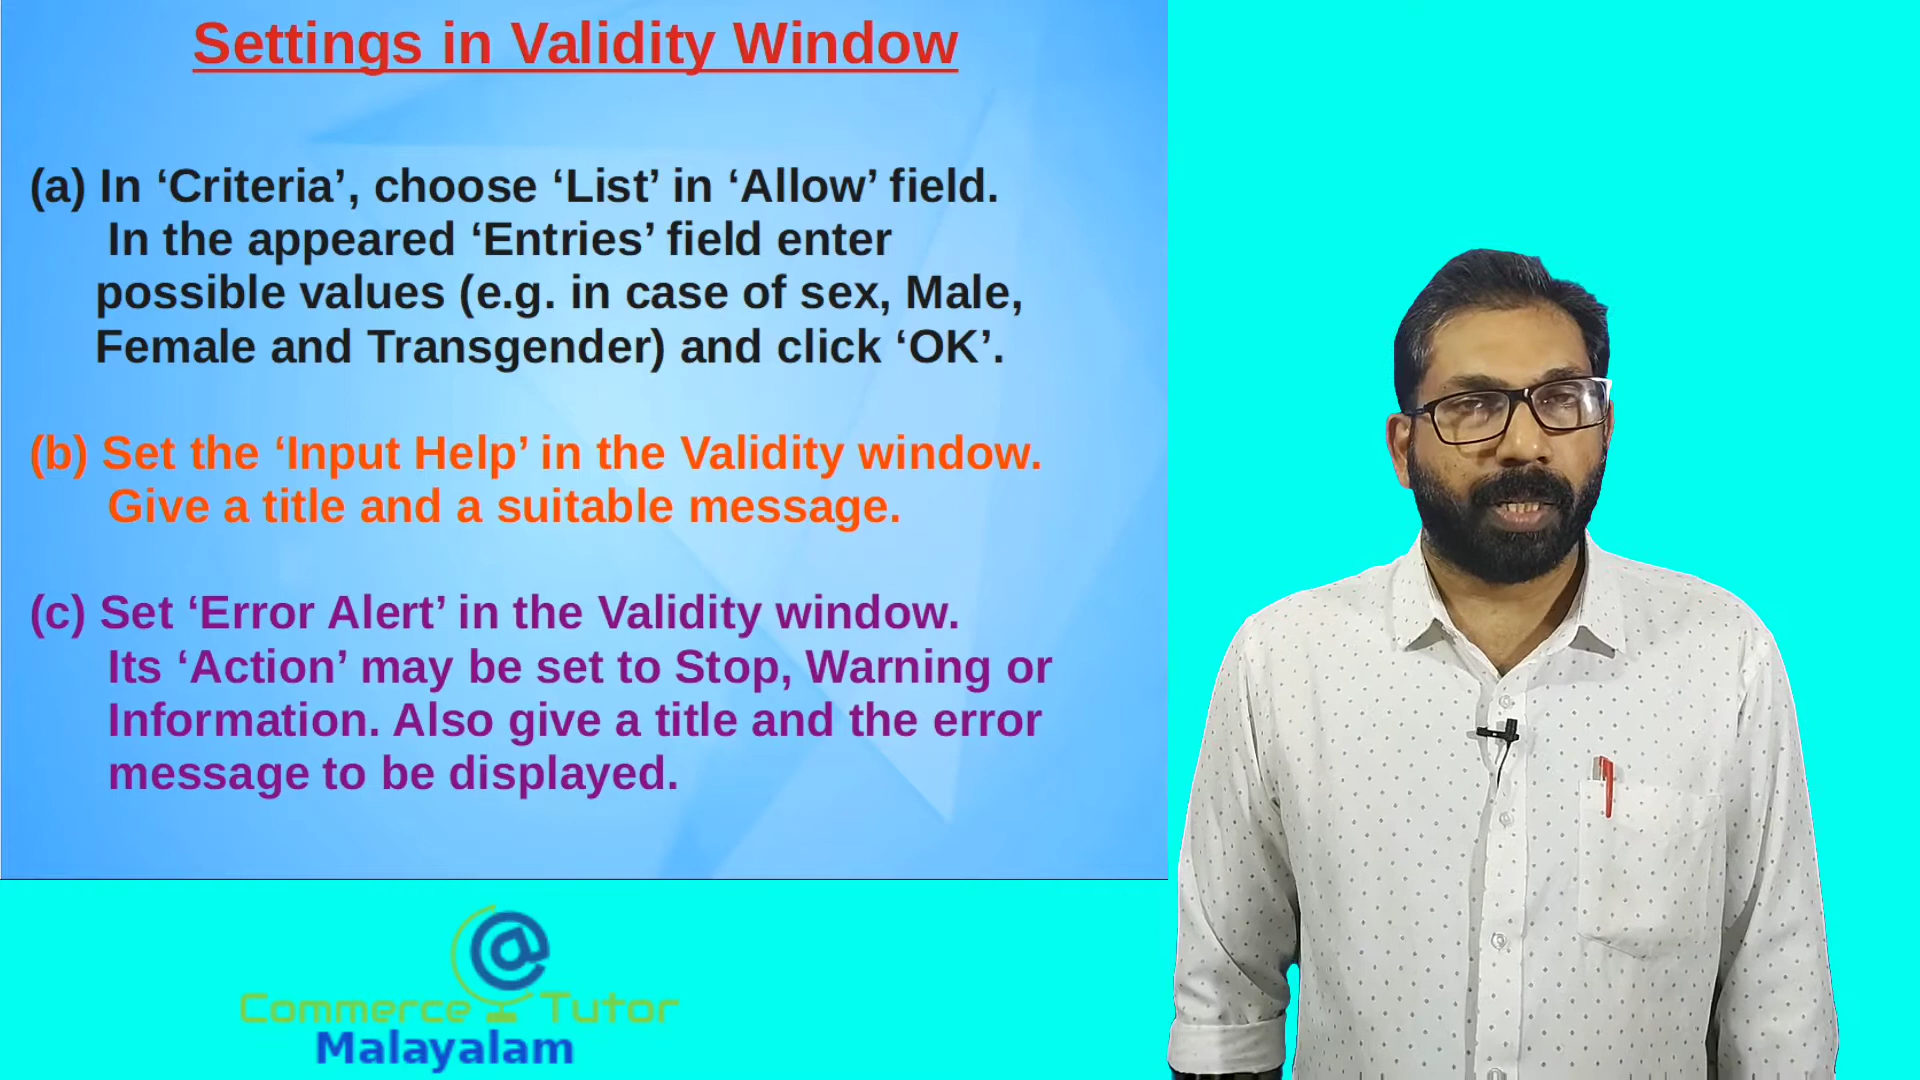 Settings in Validity Window
(a) In ‘Criteria’, choose ‘List’ in ‘Allow’ field.
In the appeared ‘Entries’ field enter
possible values (e.g. in case of sex, Male,
Female and Transgender) and click ‘OK’.
(b) Set the ‘Input Help’ in the Validity window.
Give a title and a suitable message.
(c) Set ‘Error Alert’ in the Validity window.
Its ‘Action’ may be set to Stop, Warning or
Information. Also give a title and the error
message to be displayed.
@
Commerce Tutor
Malayalam